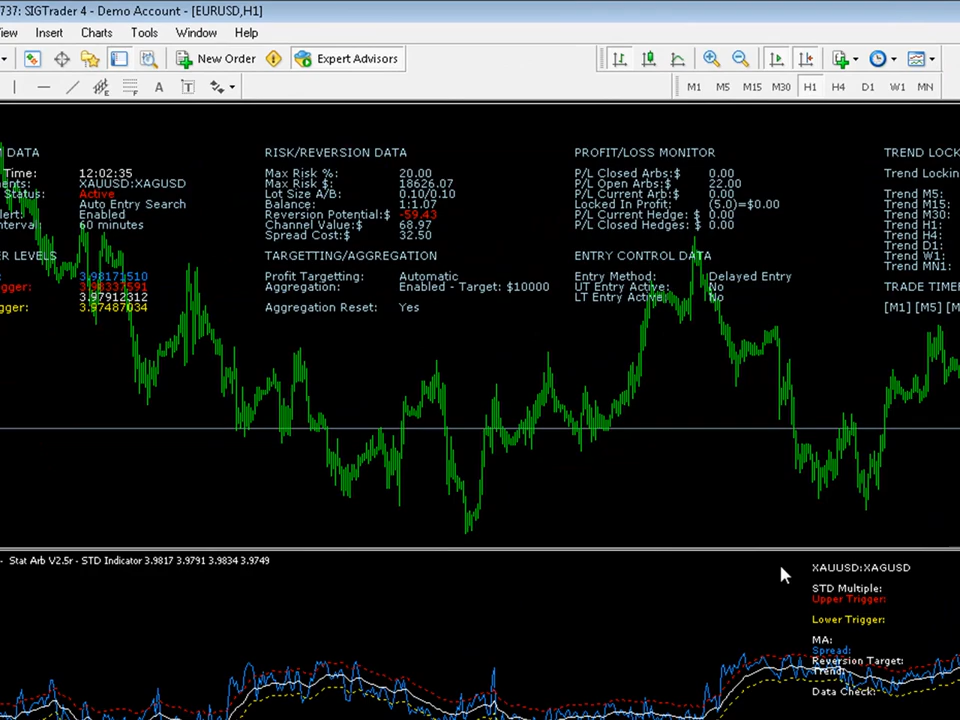 737: SIGTrader 4 - Demo Account - [EURUSD,H1]
iew Insert Charts Tools Window Help
New Order Expert Advisors
A T M1 M5 M15 M30 H1 H4 D1 W1 MN
DATA RISK/REVERSION DATA PROFIT/LOSS MONITOR TREND LOCK
Time: 12:02:35 Max Risk %: 20.00 P/L Closed Arbs:$ 0.00 Trend Lockin
ments: XAUUSD:XAGUSD Max Risk $: 18626.07 P/L Open Arbs:$ 22.00
Status: Active Lot Size A/B: 0.10/0.10 P/L Current Arb:$ 0.00 Trend M5:
Auto Entry Search Balance: 1:1.07 Locked In Profit: (5.0)=$0.00 Trend M15:
lert: Enabled Reversion Potential:$ -59.43 P/L Current Hedge: $ 0.00 Trend M30:
nterval: 60 minutes Channel Value:$ 68.97 P/L Closed Hedges: $ 0.00 Trend H1:
Spread Cost:$ 32.50 Trend H4:
Trend D1:
ER LEVELS TARGETTING/AGGREGATION ENTRY CONTROL DATA Trend W1:
Trend MN1:
: 3.98171510 Profit Targetting: Automatic Entry Method: Delayed Entry
gger: 3.98337591 Aggregation: Enabled - Target: $10000 UT Entry Active: No TRADE TIME
3.97912312 LT Entry Active: No
gger: 3.97487034 Aggregation Reset: Yes [M1] [M5] [M
- Stat Arb V2.5r - STD Indicator 3.9817 3.9791 3.9834 3.9749
XAUUSD:XAGUSD
STD Multiple:
Upper Trigger:
Lower Trigger:
MA:
Spread:
Reversion Target:
Trend:
Data Check: